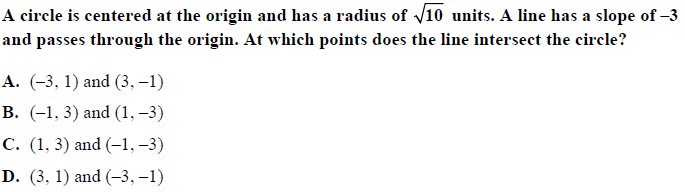 A circle is centered at the origin and has a radius of √10 units. A line has a slope of –3
and passes through the origin. At which points does the line intersect the circle?
A. (–3, 1) and (3, –1)
B. (–1, 3) and (1, –3)
C. (1, 3) and (–1, –3)
D. (3, 1) and (–3, –1)